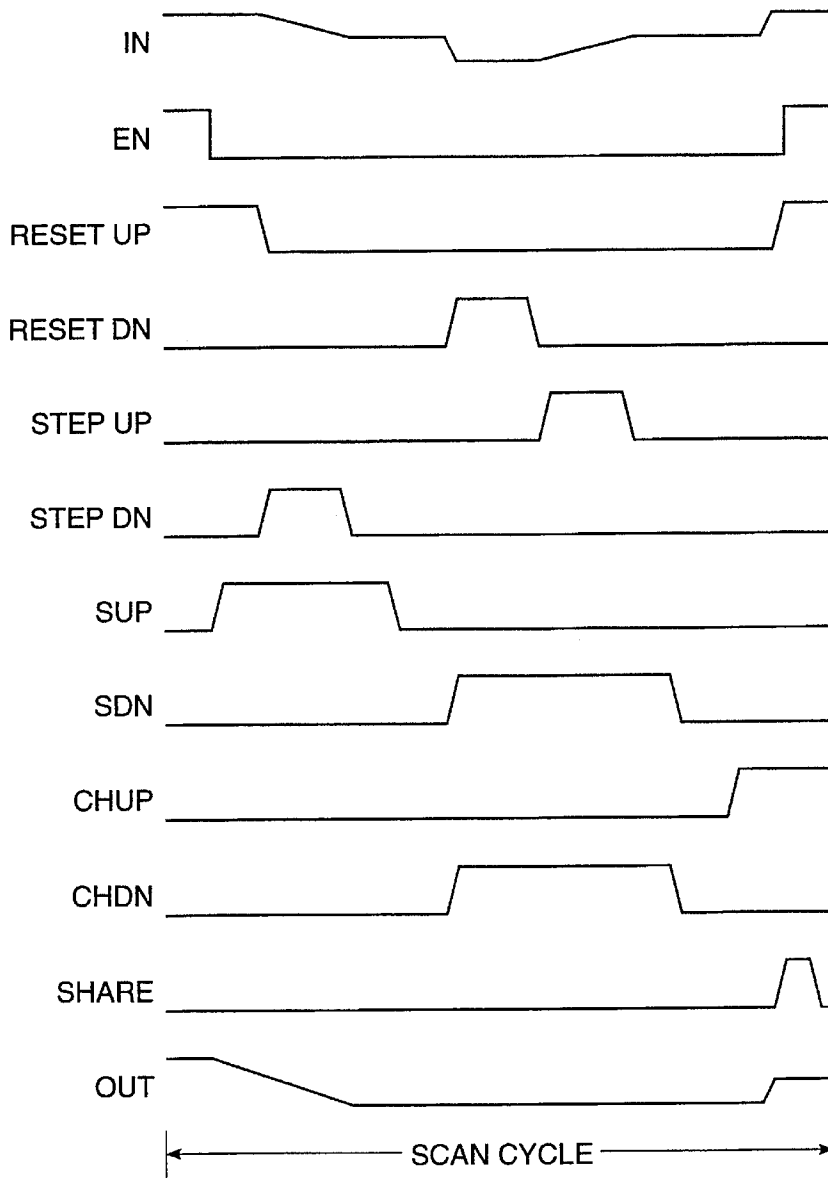 IN
EN
RESET UP
RESET DN
STEP UP
STEP DN
SUP
SDN
CHUP
CHDN
SHARE
OUT
SCAN CYCLE